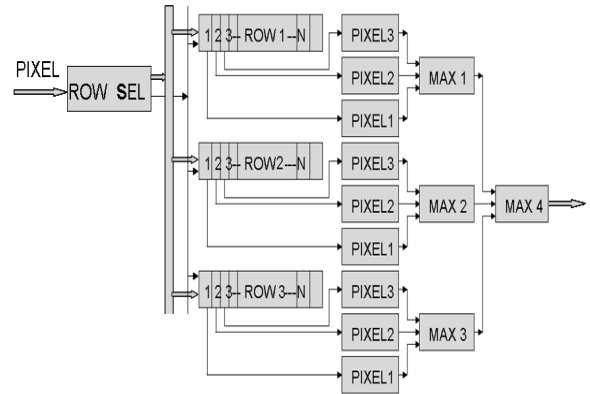 PIXEL
ROW SEL
1 2 3-- ROW 1---N
PIXEL3
PIXEL2
PIXEL1
MAX 1
1 2 3-- ROW2---N
PIXEL3
PIXEL2
PIXEL1
MAX 2
MAX 4
1 2 3-- ROW 3---N
PIXEL3
PIXEL2
PIXEL1
MAX 3